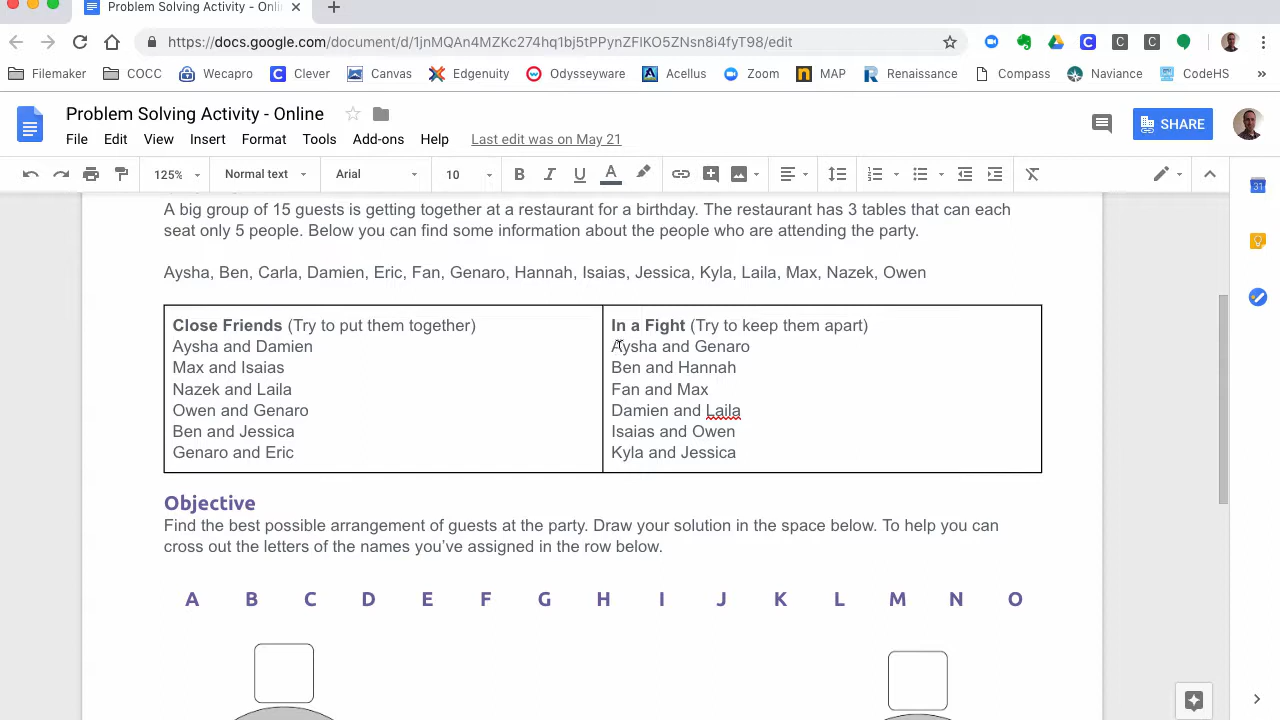 Problem Solving Activity - Onli
https://docs.google.com/document/d/1jnMQAn4MZKc274hq1bj5tPPynZFIKO5ZNsn8i4fyT98/edit
Filemaker COCC Wecapro Clever Canvas Edgenuity Odysseyware Acellus Zoom MAP Renaissance Compass Naviance CodeHS »
Problem Solving Activity - Online
SHARE
File Edit View Insert Format Tools Add-ons Help Last edit was on May 21
125% Normal text Arial 10 B I U A
31
A big group of 15 guests is getting together at a restaurant for a birthday. The restaurant has 3 tables that can each
seat only 5 people. Below you can find some information about the people who are attending the party.
Aysha, Ben, Carla, Damien, Eric, Fan, Genaro, Hannah, Isaias, Jessica, Kyla, Laila, Max, Nazek, Owen
Close Friends (Try to put them together)
Aysha and Damien
Max and Isaias
Nazek and Laila
Owen and Genaro
Ben and Jessica
Genaro and Eric
In a Fight (Try to keep them apart)
Aysha and Genaro
Ben and Hannah
Fan and Max
Damien and Laila
Isaias and Owen
Kyla and Jessica
Objective
Find the best possible arrangement of guests at the party. Draw your solution in the space below. To help you can
cross out the letters of the names you've assigned in the row below.
A B C D E F G H I J K L M N O